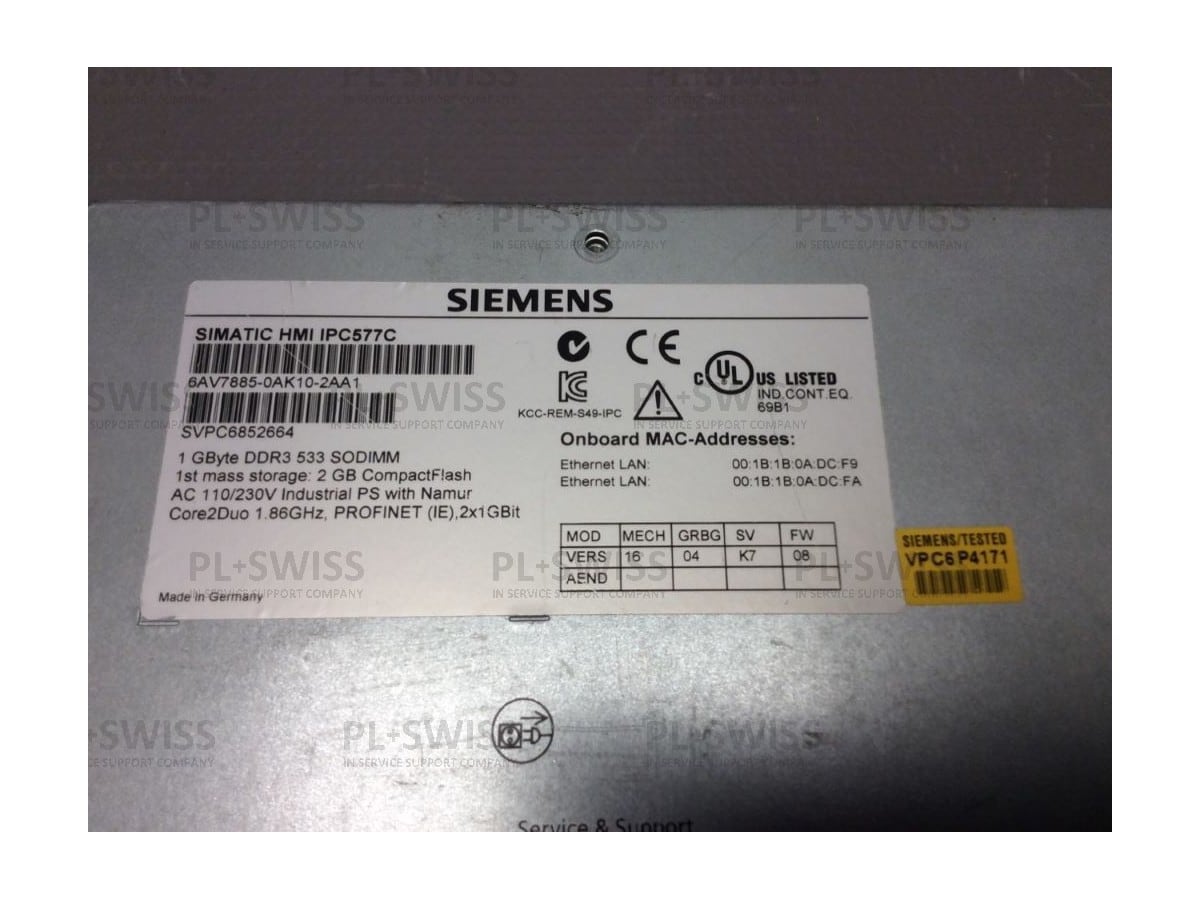 SIEMENS
SIMATIC HMI IPC577C
6AV7885-0AK10-2AA1
SVPC6852664
1 GByte DDR3 533 SODIMM
1st mass storage: 2 GB CompactFlash
AC 110/230V Industrial PS with Namur
Core2Duo 1.86GHz, PROFINET (IE),2x1GBit
Made in Germany
CE
KCC-REM-S49-IPC
C UL US LISTED
IND.CONT.EQ.
69B1
Onboard MAC-Addresses:
Ethernet LAN: 00:1B:1B:0A:DC:F9
Ethernet LAN: 00:1B:1B:0A:DC:FA
MOD MECH GRBG SV FW
VERS 16 04 K7 08
AEND
SIEMENS/TESTED
VPC6P4171
Service & Support
PL+SWISS
IN SERVICE SUPPORT COMPANY